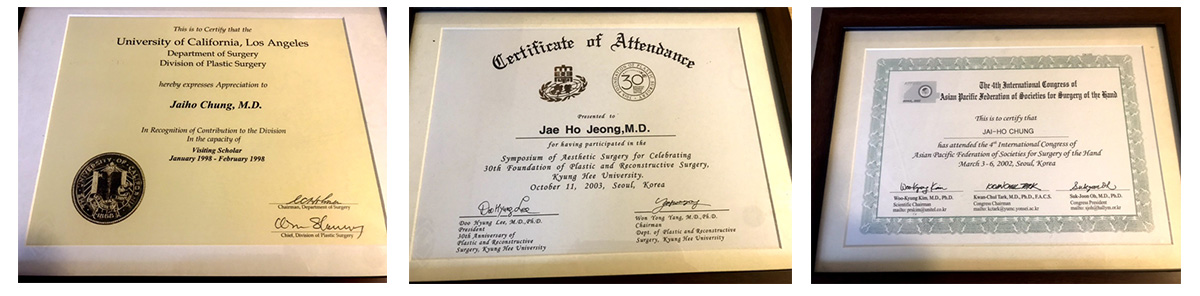 This is to Certify that the
University of California, Los Angeles
Department of Surgery
Division of Plastic Surgery
hereby expresses Appreciation to
Jaiho Chung, M.D.
In Recognition of Contribution to the Division
In the capacity of
Visiting Scholar
January 1998 - February 1998
Chairman, Department of Surgery
Chief, Division of Plastic Surgery
Certificate of Attendance
30
Presented to
Jae Ho Jeong,M.D.
for having participated in the
Symposium of Aesthetic Surgery for Celebrating
30th Foundation of Plastic and Reconstructive Surgery,
Kyung Hee University.
October 11, 2003, Seoul, Korea
Doo Hyung Lee, M.D.,Ph.D.
President
30th Anniversary of
Plastic and Reconstructive
Surgery, Kyung Hee University
Won Yong Yang, M.D.,Ph.D.
Chairman
Dept. of Plastic and Reconstructive
Surgery, Kyung Hee University
The 4th International Congress of
Asian Pacific Federation of Societies for Surgery of the Hand
This is to certify that
JAI-HO CHUNG
has attended the 4th International Congress of
Asian Pacific Federation of Societies for Surgery of the Hand
March 3-6, 2002, Seoul, Korea
Won-Kyung Kim, M.D., Ph.D.
Scientific Chairman
Kwan-Chul Tark, M.D., Ph.D., F.A.C.S.
Congress Chairman
Suk-Joon Oh, M.D., Ph.D.
Congress President